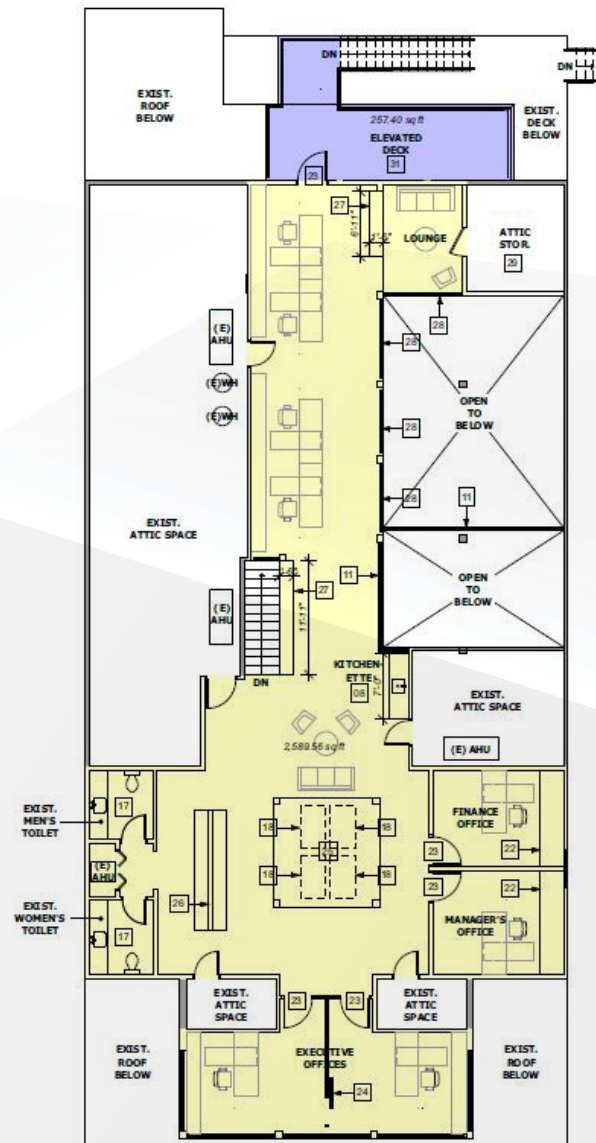 DN
DN
EXIST.
ROOF
BELOW
EXIST.
DECK
BELOW
257.40 sq ft
ELEVATED
DECK
31
23
27
6'-11"
1'-6"
LOUNGE
ATTIC
STOR.
29
(E)
AHU
28
28
(E)WH
(E)WH
OPEN
TO
BELOW
28
28
11
EXIST.
ATTIC SPACE
11
OPEN
TO
BELOW
27
11'-11"
(E)
AHU
DN
KITCHEN-
ETTE
08
7'-0"
EXIST.
ATTIC SPACE
(E) AHU
2,589.56 sq ft
EXIST.
MEN'S
TOILET
17
18
18
25
18
18
FINANCE
OFFICE
23
22
(E)
AHU
23
22
EXIST.
WOMEN'S
TOILET
17
26
MANAGER'S
OFFICE
EXIST.
ATTIC
SPACE
23
23
EXIST.
ATTIC
SPACE
EXIST.
ROOF
BELOW
EXECUTIVE
OFFICES
24
EXIST.
ROOF
BELOW